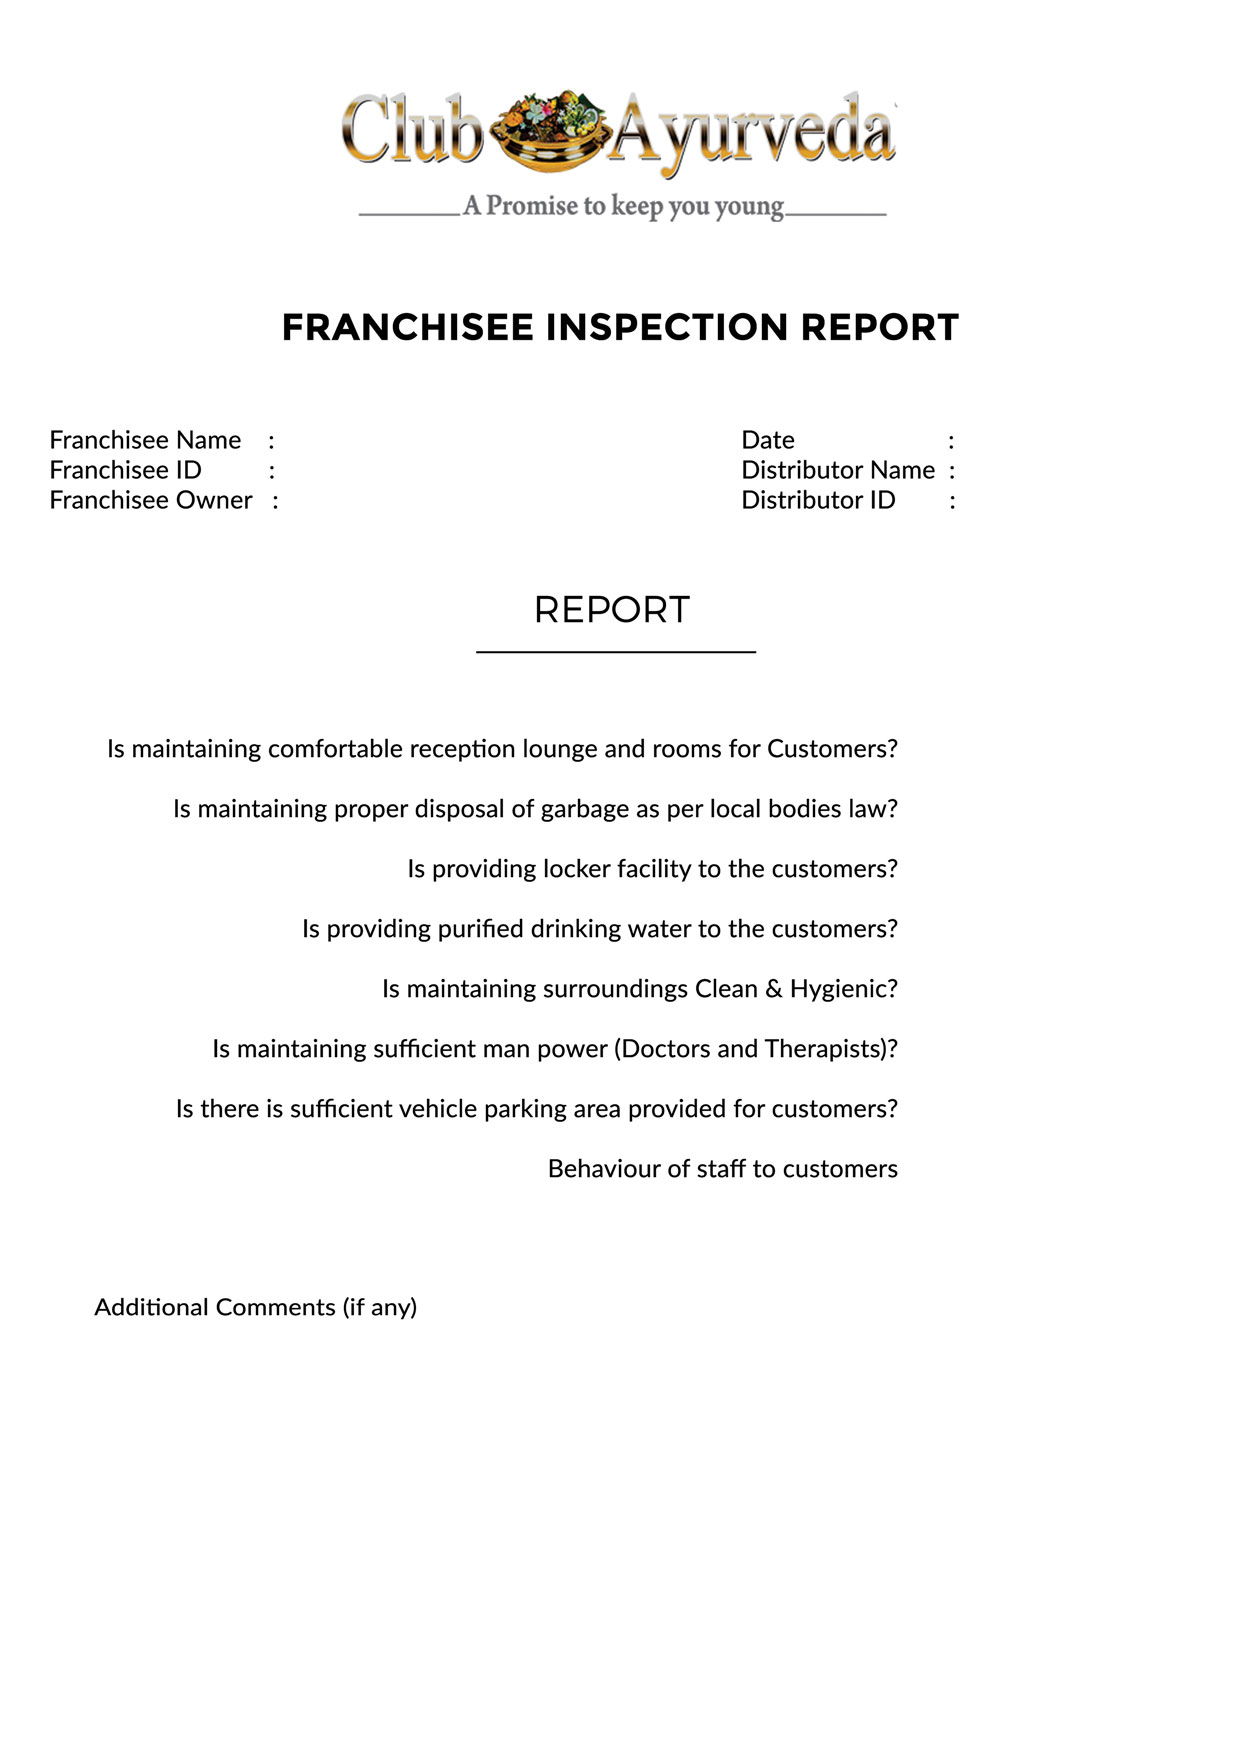 Club Ayurveda
A Promise to keep you young
FRANCHISEE INSPECTION REPORT
Franchisee Name :
Franchisee ID :
Franchisee Owner :
Date :
Distributor Name :
Distributor ID :
REPORT
Is maintaining comfortable reception lounge and rooms for Customers?
Is maintaining proper disposal of garbage as per local bodies law?
Is providing locker facility to the customers?
Is providing purified drinking water to the customers?
Is maintaining surroundings Clean & Hygienic?
Is maintaining sufficient man power (Doctors and Therapists)?
Is there is sufficient vehicle parking area provided for customers?
Behaviour of staff to customers
Additional Comments (if any)